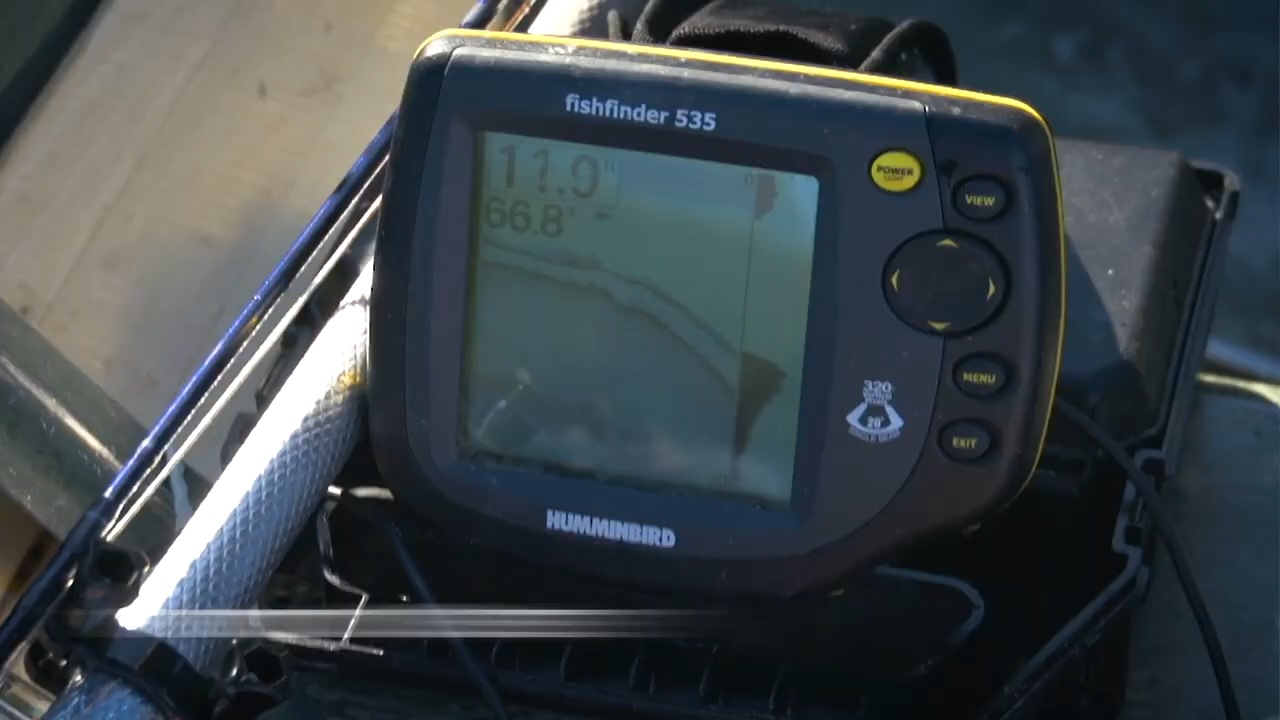 fishfinder 535
66.8
POWER
LIGHT
VIEW
MENU
EXIT
320
20°
HUMMINBIRD